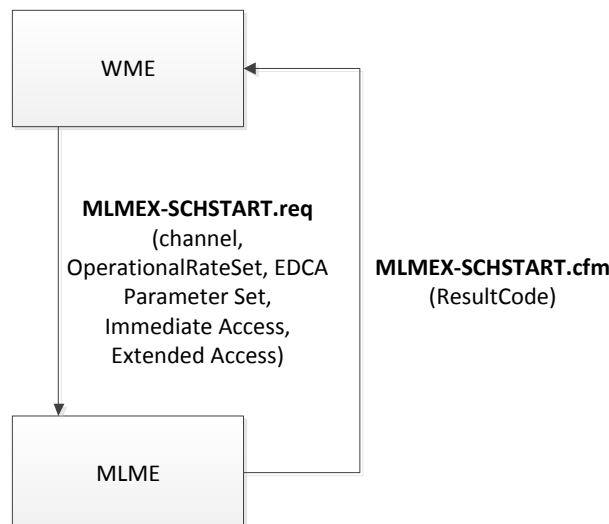 WME
MLMEX-SCHSTART.req
(channel,
OperationalRateSet, EDCA
Parameter Set,
Immediate Access,
Extended Access)
MLMEX-SCHSTART.cfm
(ResultCode)
MLME